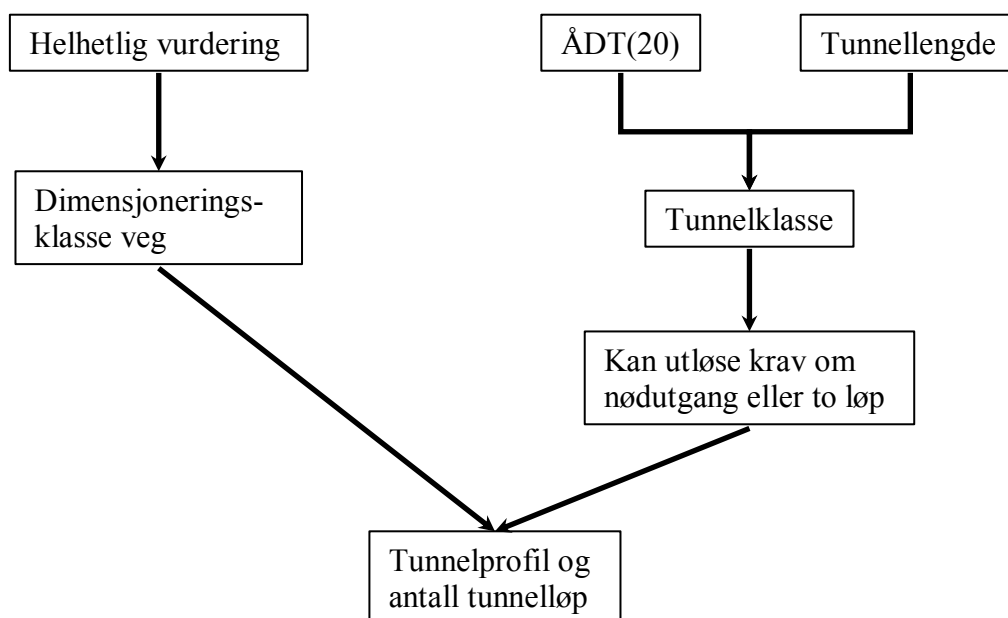 Helhetlig vurdering
ÅDT(20)
Tunnellengde
Dimensjonerings-
klasse veg
Tunnelklasse
Kan utløse krav om
nødutgang eller to løp
Tunnelprofil og
antall tunnelløp